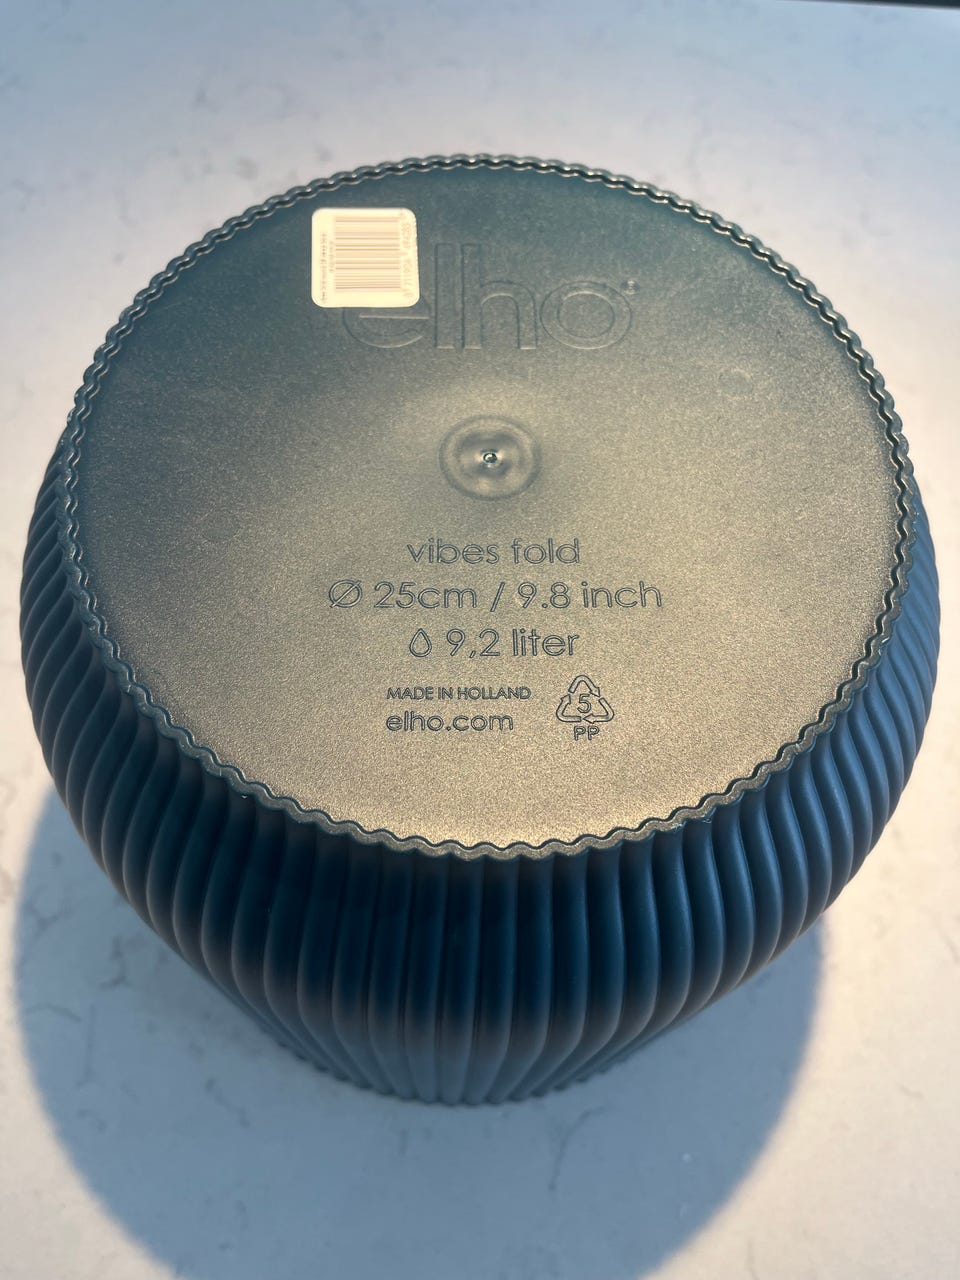 elho®
vibes fold
Ø 25cm / 9.8 inch
9,2 liter
MADE IN HOLLAND
elho.com
5
PP